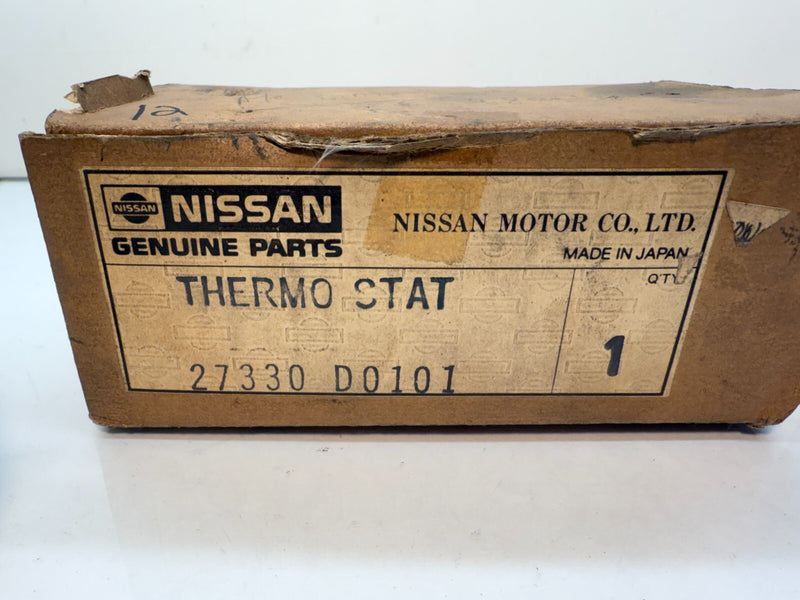 12
NISSAN
NISSAN
GENUINE PARTS
NISSAN MOTOR CO., LTD.
MADE IN JAPAN
THERMO STAT
QTY
27330 D0101
1